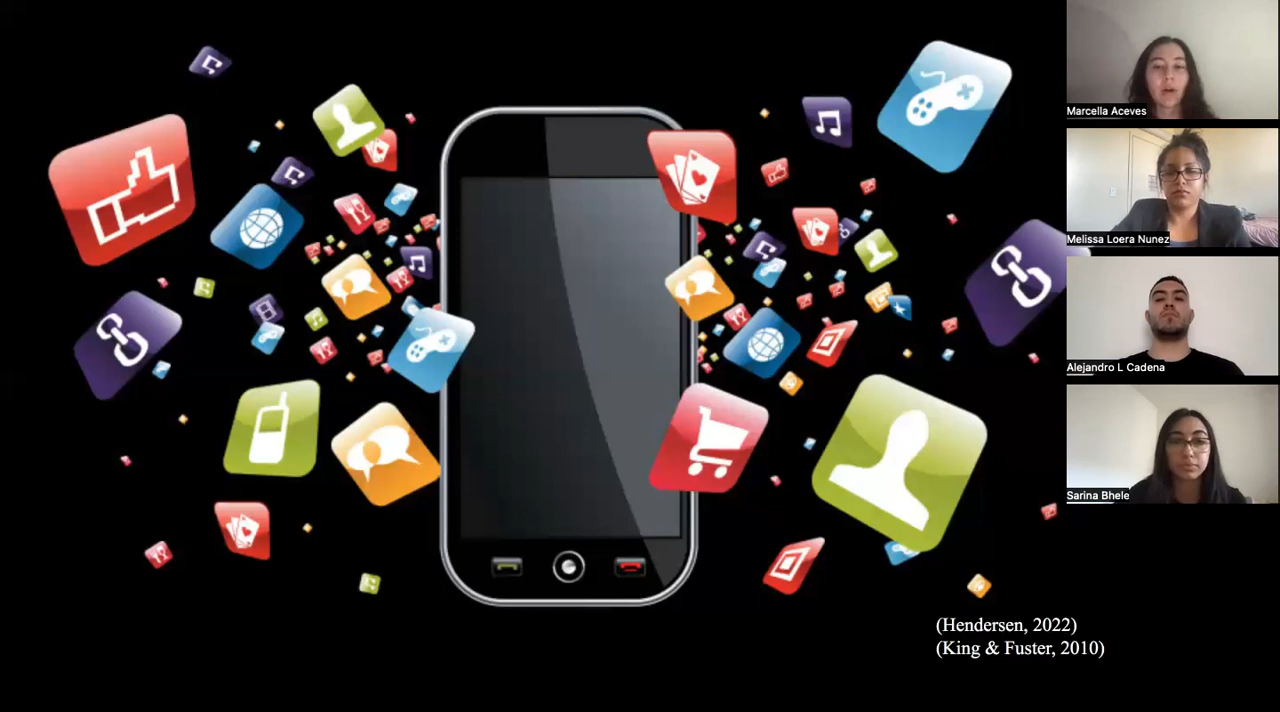 Marcella Aceves
Melissa Loera Nunez
Alejandro L Cadena
Sarina Bhele
(Hendersen, 2022)
(King & Fuster, 2010)